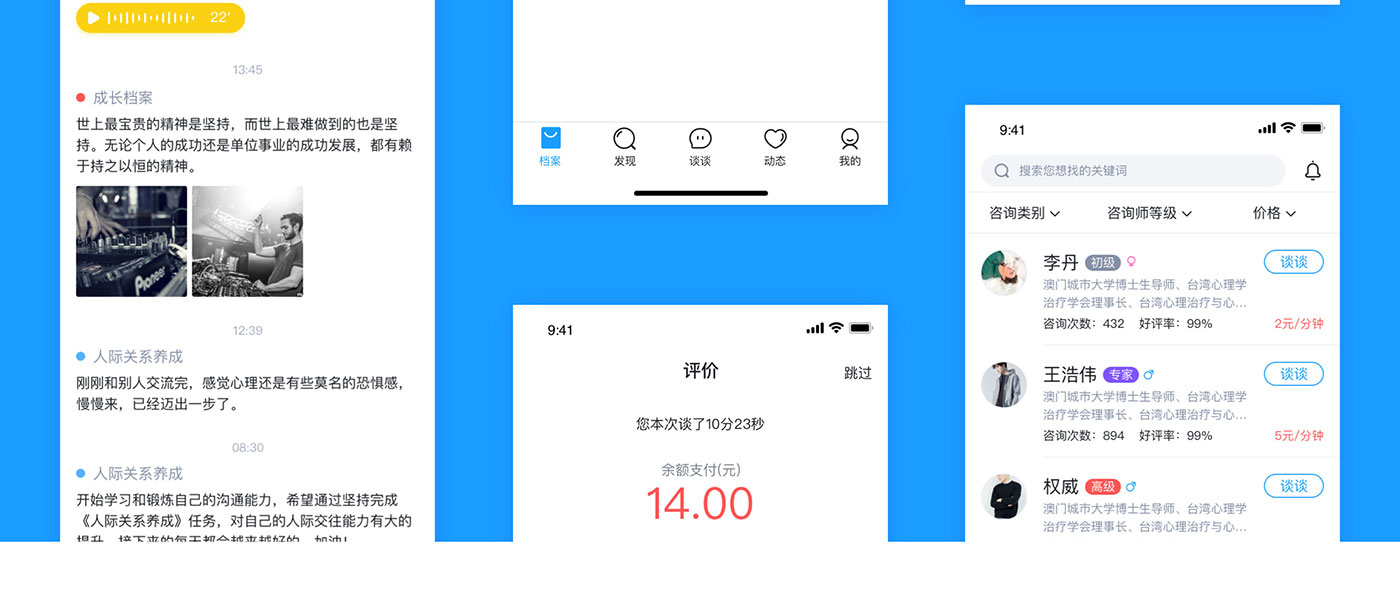 22'
13:45
成长档案
世上最宝贵的精神是坚持，而世上最难做到的也是坚
持。无论个人的成功还是单位事业的成功发展，都有赖
于持之以恒的精神。
Pioneer
12:39
人际关系养成
刚刚和别人交流完，感觉心理还是有些莫名的恐惧感，
慢慢来，已经迈出一步了。
08:30
人际关系养成
开始学习和锻炼自己的沟通能力，希望通过坚持完成
《人际关系养成》任务，对自己的人际交往能力有大的
提升，接下来的每天都会越来越好的，加油！
档案 发现 谈谈 动态 我的
9:41
评价 跳过
您本次谈了10分23秒
余额支付(元)
14.00
9:41
搜索您想找的关键词
咨询类别 咨询师等级 价格
李丹 初级 谈谈
澳门城市大学博士生导师、台湾心理学
治疗学会理事长、台湾心理治疗与心...
咨询次数：432 好评率：99% 2元/分钟
王浩伟 专家 谈谈
澳门城市大学博士生导师、台湾心理学
治疗学会理事长、台湾心理治疗与心...
咨询次数：894 好评率：99% 5元/分钟
权威 高级 谈谈
澳门城市大学博士生导师、台湾心理学
治疗学会理事长、台湾心理治疗与心...